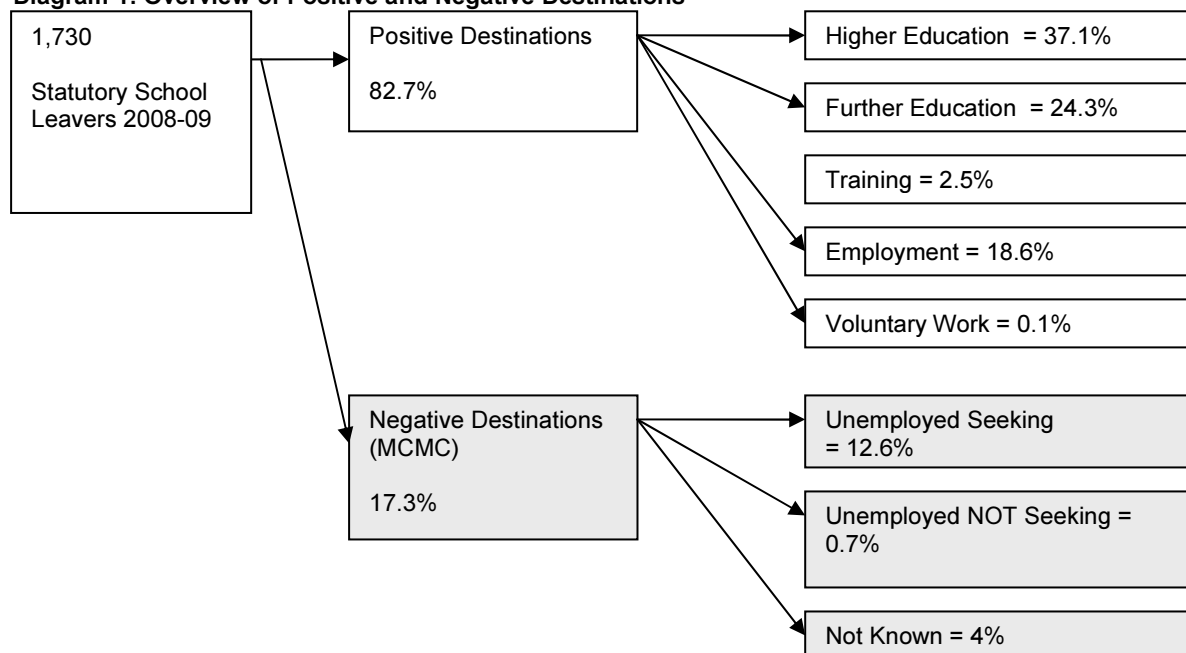 Diagram 1: Overview of Positive and Negative Destinations
1,730
Statutory School
Leavers 2008-09
Positive Destinations
82.7%
Higher Education = 37.1%
Further Education = 24.3%
Training = 2.5%
Employment = 18.6%
Voluntary Work = 0.1%
Negative Destinations
(MCMC)
17.3%
Unemployed Seeking
= 12.6%
Unemployed NOT Seeking =
0.7%
Not Known = 4%